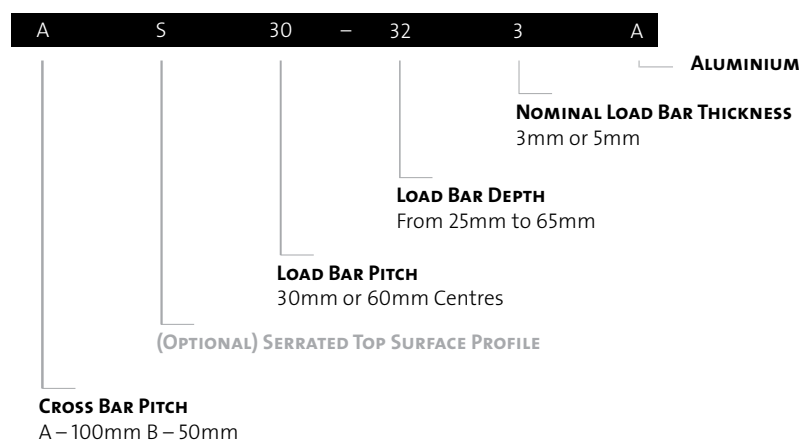 A S 30 – 32 3 A
Aluminium
Nominal Load Bar Thickness
3mm or 5mm
Load Bar Depth
From 25mm to 65mm
Load Bar Pitch
30mm or 60mm Centres
(Optional) Serrated Top Surface Profile
Cross Bar Pitch
A – 100mm B – 50mm